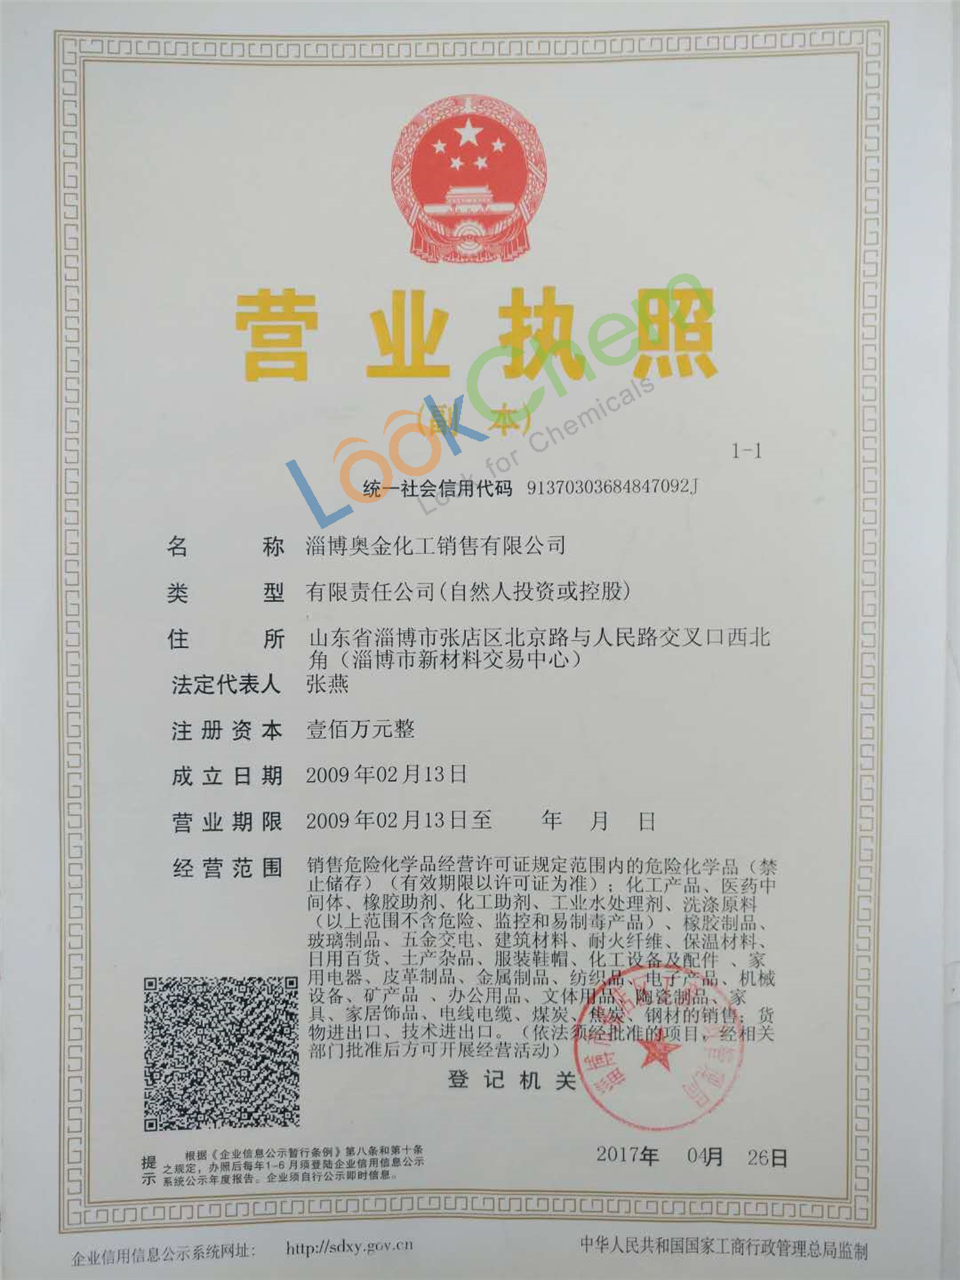 营业执照
(副 本)
LookChem
Look for Chemicals
1-1
统一社会信用代码 91370303684847092J
名 称 淄博奥金化工销售有限公司
类 型 有限责任公司(自然人投资或控股)
住 所 山东省淄博市张店区北京路与人民路交叉口西北
角（淄博市新材料交易中心）
法定代表人 张燕
注册资本 壹佰万元整
成立日期 2009年02月13日
营业期限 2009年02月13日至 年 月 日
经营范围 销售危险化学品经营许可证规定范围内的危险化学品（禁
止储存）（有效期限以许可证为准）；化工产品、医药中
间体、橡胶助剂、化工助剂、工业水处理剂、洗涤原料
（以上范围不含危险、监控和易制毒产品）、橡胶制品、
玻璃制品、五金交电、建筑材料、耐火纤维、保温材料、
日用百货、土产杂品、服装鞋帽、化工设备及配件 、家
用电器、皮革制品、金属制品、纺织品、电子产品、机械
设备、矿产品 、办公用品、文体用品、陶瓷制品、家
具、家居饰品、电线电缆、煤炭、焦炭、钢材的销售；货
物进出口、技术进出口。（依法须经批准的项目，经相关
部门批准后方可开展经营活动）
登记机关
2017年 04月 26日
提示
根据《企业信息公示暂行条例》第八条和第十条
之规定，办照后每年1-6月须登陆企业信用信息公示
系统公示年度报告。企业须自行公示即时信息。
企业信用信息公示系统网址： http://sdxy.gov.cn
中华人民共和国国家工商行政管理总局监制